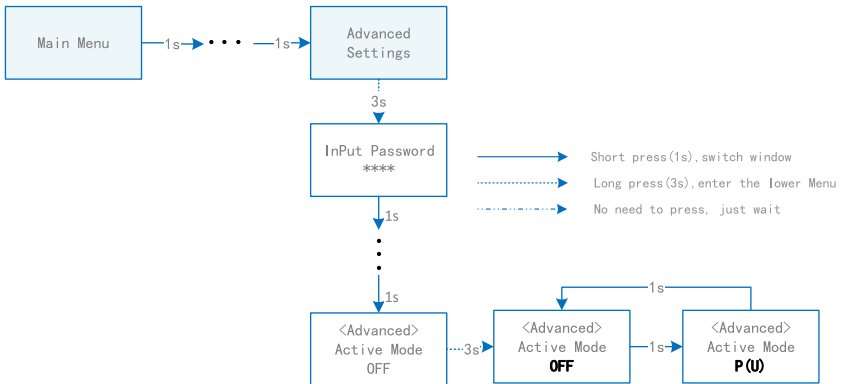 Main Menu
1s
1s
Advanced
Settings
3s
InPut Password
****
Short press(1s),switch window
Long press(3s),enter the lower Menu
No need to press, just wait
1s
1s
1s
<Advanced>
Active Mode
OFF
3s
<Advanced>
Active Mode
OFF
1s
<Advanced>
Active Mode
P(U)